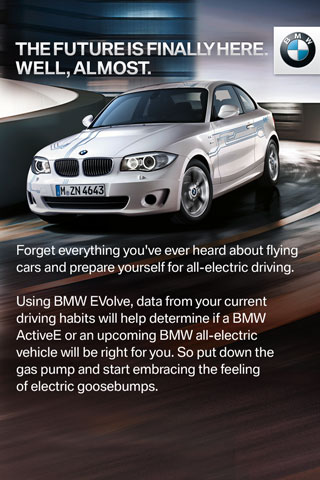 THE FUTURE IS FINALLY HERE.
WELL, ALMOST.
BMW
M·ZN 4643
Forget everything you've ever heard about flying
cars and prepare yourself for all-electric driving.
Using BMW EVolve, data from your current
driving habits will help determine if a BMW
ActiveE or an upcoming BMW all-electric
vehicle will be right for you. So put down the
gas pump and start embracing the feeling
of electric goosebumps.